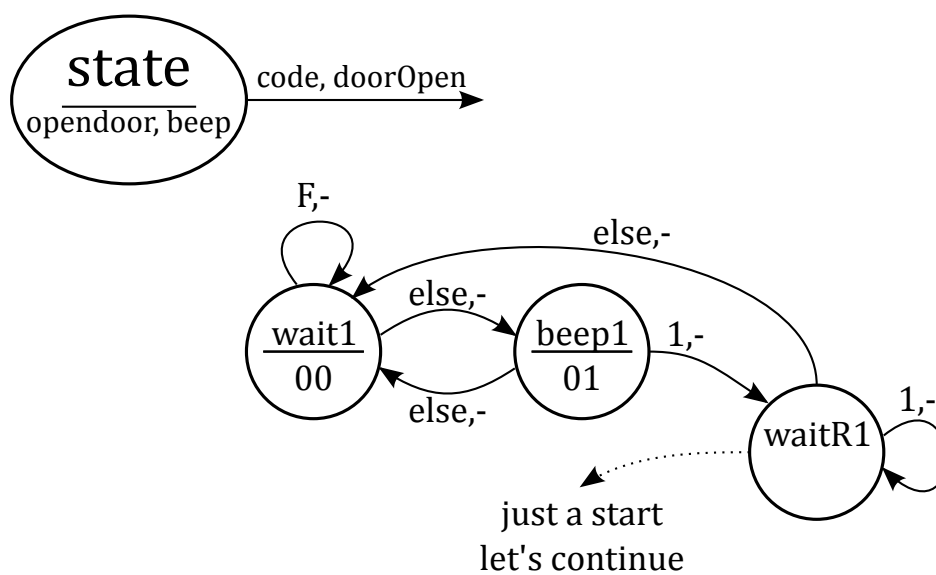 state
opendoor, beep
code, doorOpen
F,-
else,-
else,-
wait1
00
beep1
01
1,-
else,-
waitR1
1,-
just a start
let's continue